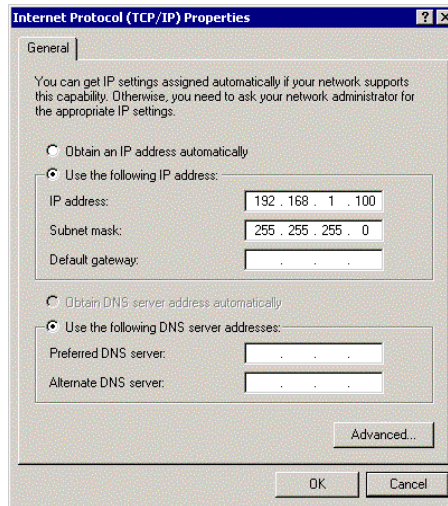 Internet Protocol (TCP/IP) Properties
General
You can get IP settings assigned automatically if your network supports
this capability. Otherwise, you need to ask your network administrator for
the appropriate IP settings.
Obtain an IP address automatically
Use the following IP address:
IP address: 192 . 168 . 1 . 100
Subnet mask: 255 . 255 . 255 . 0
Default gateway: . . .
Obtain DNS server address automatically
Use the following DNS server addresses:
Preferred DNS server: . . .
Alternate DNS server: . . .
Advanced...
OK Cancel